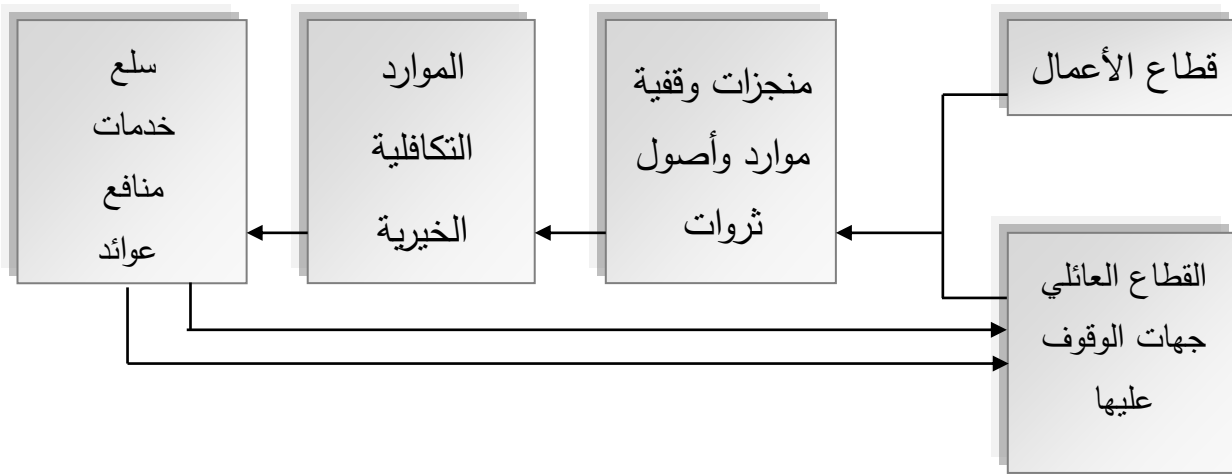 قطاع الأعمال
القطاع العائلي
جهات الوقوف
عليها
منجزات وقفية
موارد وأصول
ثروات
الموارد
التكافلية
الخيرية
سلع
خدمات
منافع
عوائد